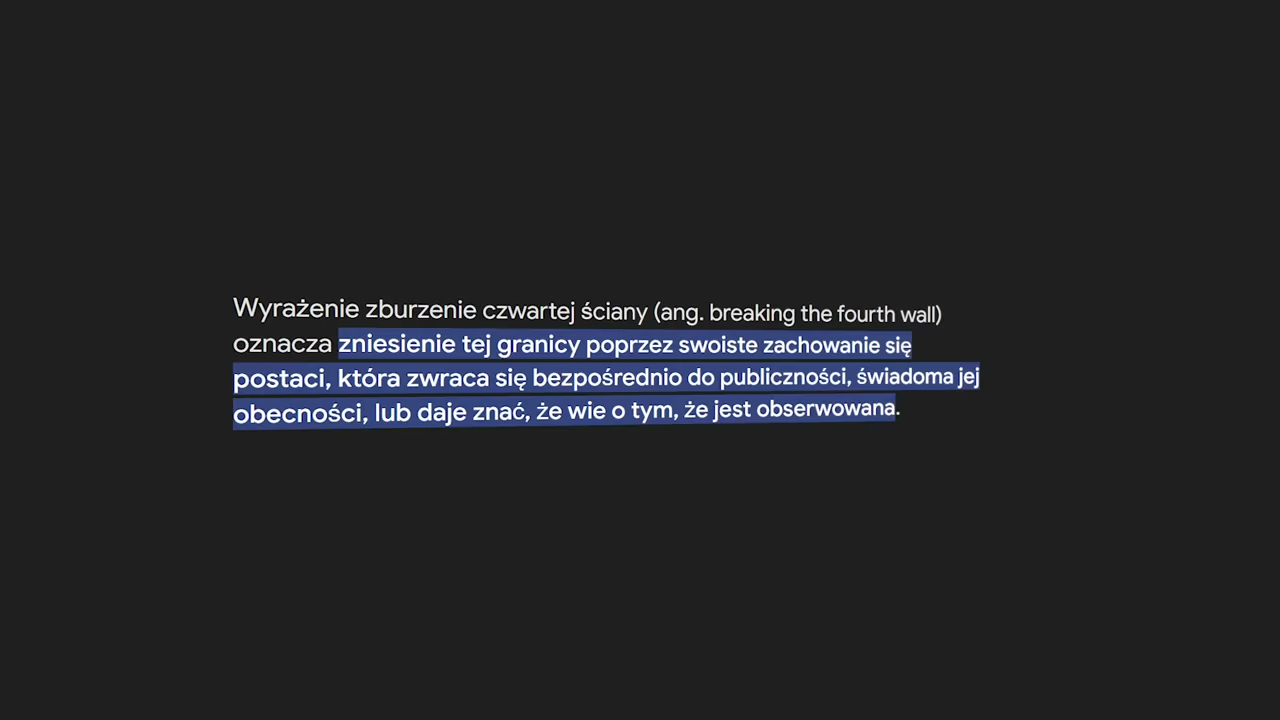 Wyrażenie zburzenie czwartej ściany (ang. breaking the fourth wall)
oznacza zniesienie tej granicy poprzez swoiste zachowanie się
postaci, która zwraca się bezpośrednio do publiczności, świadoma jej
obecności, lub daje znać, że wie o tym, że jest obserwowana.